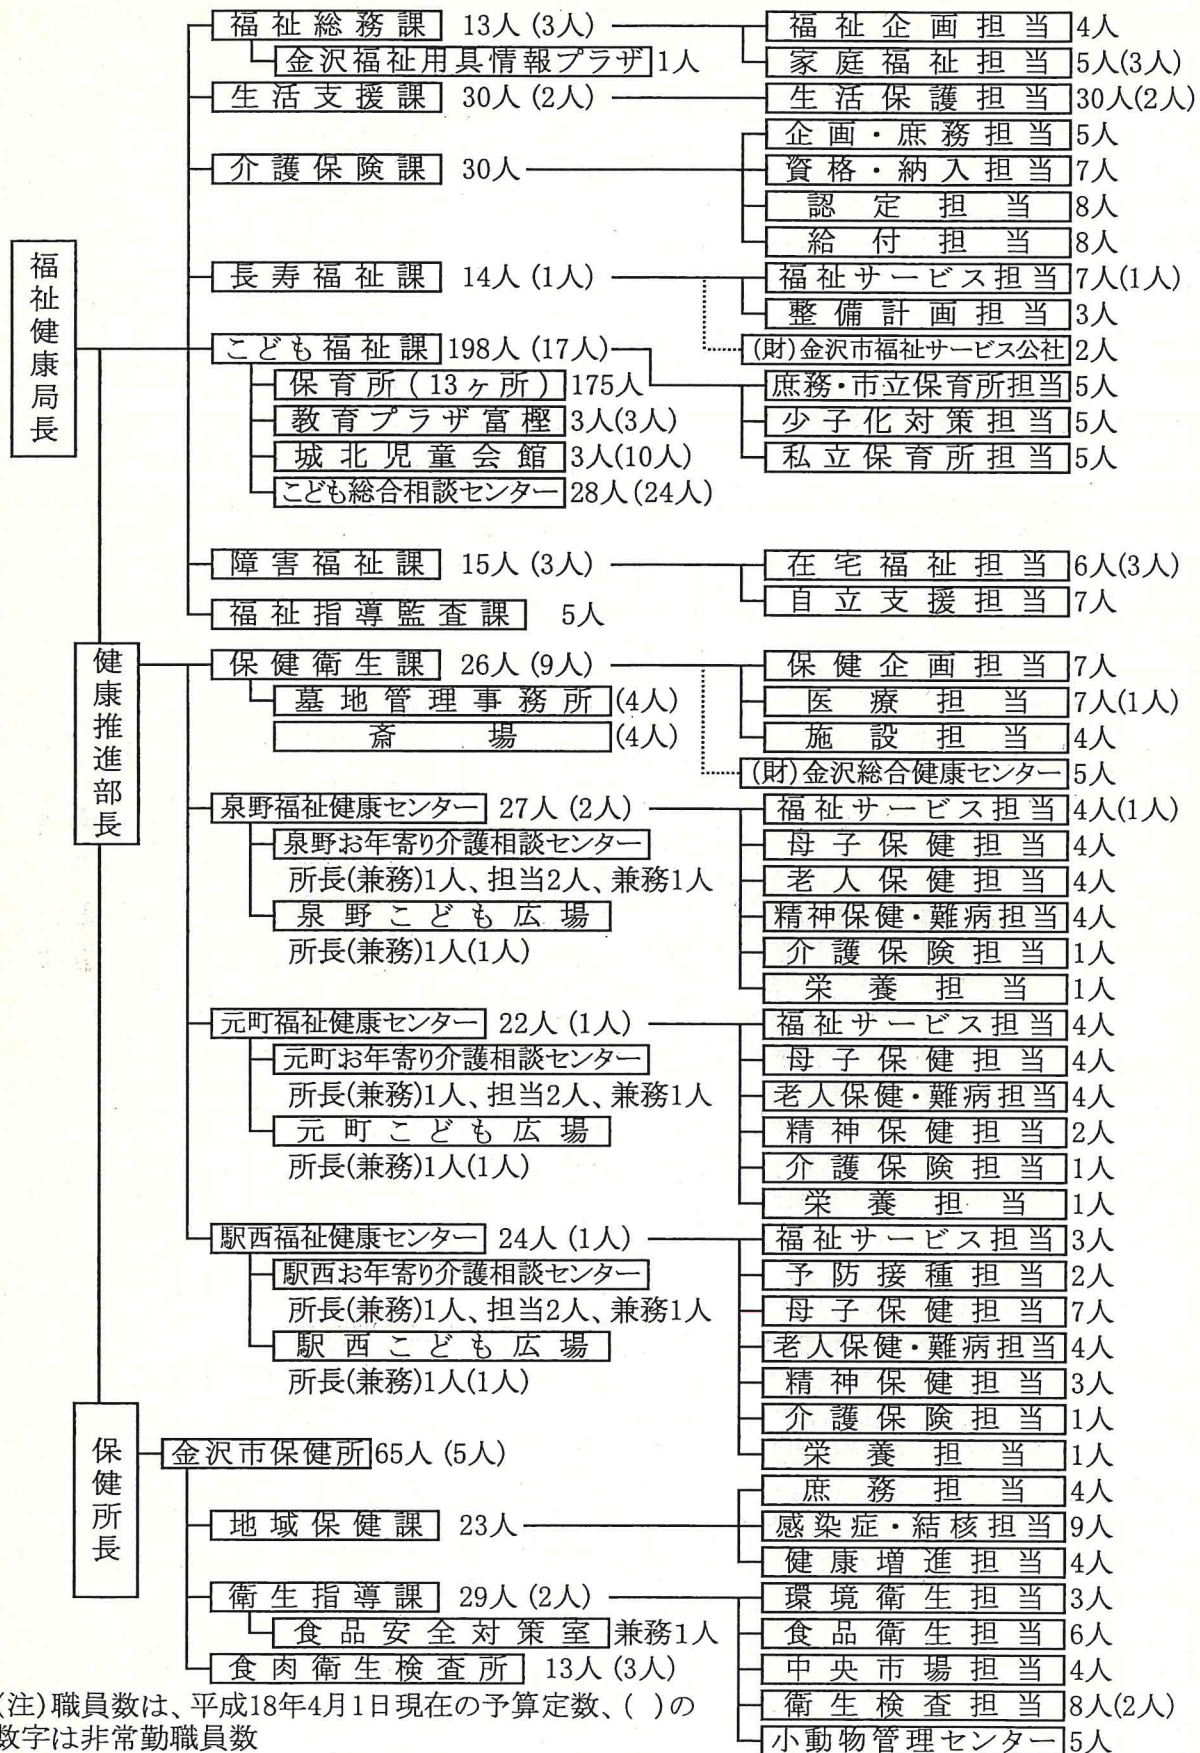 福祉健康局長
福祉総務課 13人(3人)
金沢福祉用具情報プラザ 1人
福祉企画担当 4人
家庭福祉担当 5人(3人)
生活支援課 30人(2人)
生活保護担当 30人(2人)
介護保険課 30人
企画・庶務担当 5人
資格・納入担当 7人
認定担当 8人
給付担当 8人
長寿福祉課 14人(1人)
福祉サービス担当 7人(1人)
整備計画担当 3人
(財)金沢市福祉サービス公社 2人
こども福祉課 198人(17人)
保育所(13ヶ所) 175人
教育プラザ富樫 3人(3人)
城北児童会館 3人(10人)
こども総合相談センター 28人(24人)
庶務・市立保育所担当 5人
少子化対策担当 5人
私立保育所担当 5人
障害福祉課 15人(3人)
在宅福祉担当 6人(3人)
自立支援担当 7人
福祉指導監査課 5人
健康推進部長
保健衛生課 26人(9人)
墓地管理事務所 (4人)
斎場 (4人)
保健企画担当 7人
医療担当 7人(1人)
施設担当 4人
(財)金沢総合健康センター 5人
泉野福祉健康センター 27人(2人)
泉野お年寄り介護相談センター
所長(兼務)1人、担当2人、兼務1人
泉野こども広場
所長(兼務)1人(1人)
福祉サービス担当 4人(1人)
母子保健担当 4人
老人保健担当 4人
精神保健・難病担当 4人
介護保険担当 1人
栄養担当 1人
元町福祉健康センター 22人(1人)
元町お年寄り介護相談センター
所長(兼務)1人、担当2人、兼務1人
元町こども広場
所長(兼務)1人(1人)
福祉サービス担当 4人
母子保健担当 4人
老人保健・難病担当 4人
精神保健担当 2人
介護保険担当 1人
栄養担当 1人
駅西福祉健康センター 24人(1人)
駅西お年寄り介護相談センター
所長(兼務)1人、担当2人、兼務1人
駅西こども広場
所長(兼務)1人(1人)
福祉サービス担当 3人
予防接種担当 2人
母子保健担当 7人
老人保健・難病担当 4人
精神保健担当 3人
介護保険担当 1人
栄養担当 1人
保健所長
金沢市保健所 65人(5人)
地域保健課 23人
庶務担当 4人
感染症・結核担当 9人
健康増進担当 4人
衛生指導課 29人(2人)
食品安全対策室 兼務1人
環境衛生担当 3人
食品衛生担当 6人
中央市場担当 4人
衛生検査担当 8人(2人)
小動物管理センター 5人
食肉衛生検査所 13人(3人)
(注)職員数は、平成18年4月1日現在の予算定数、( )の
数字は非常勤職員数